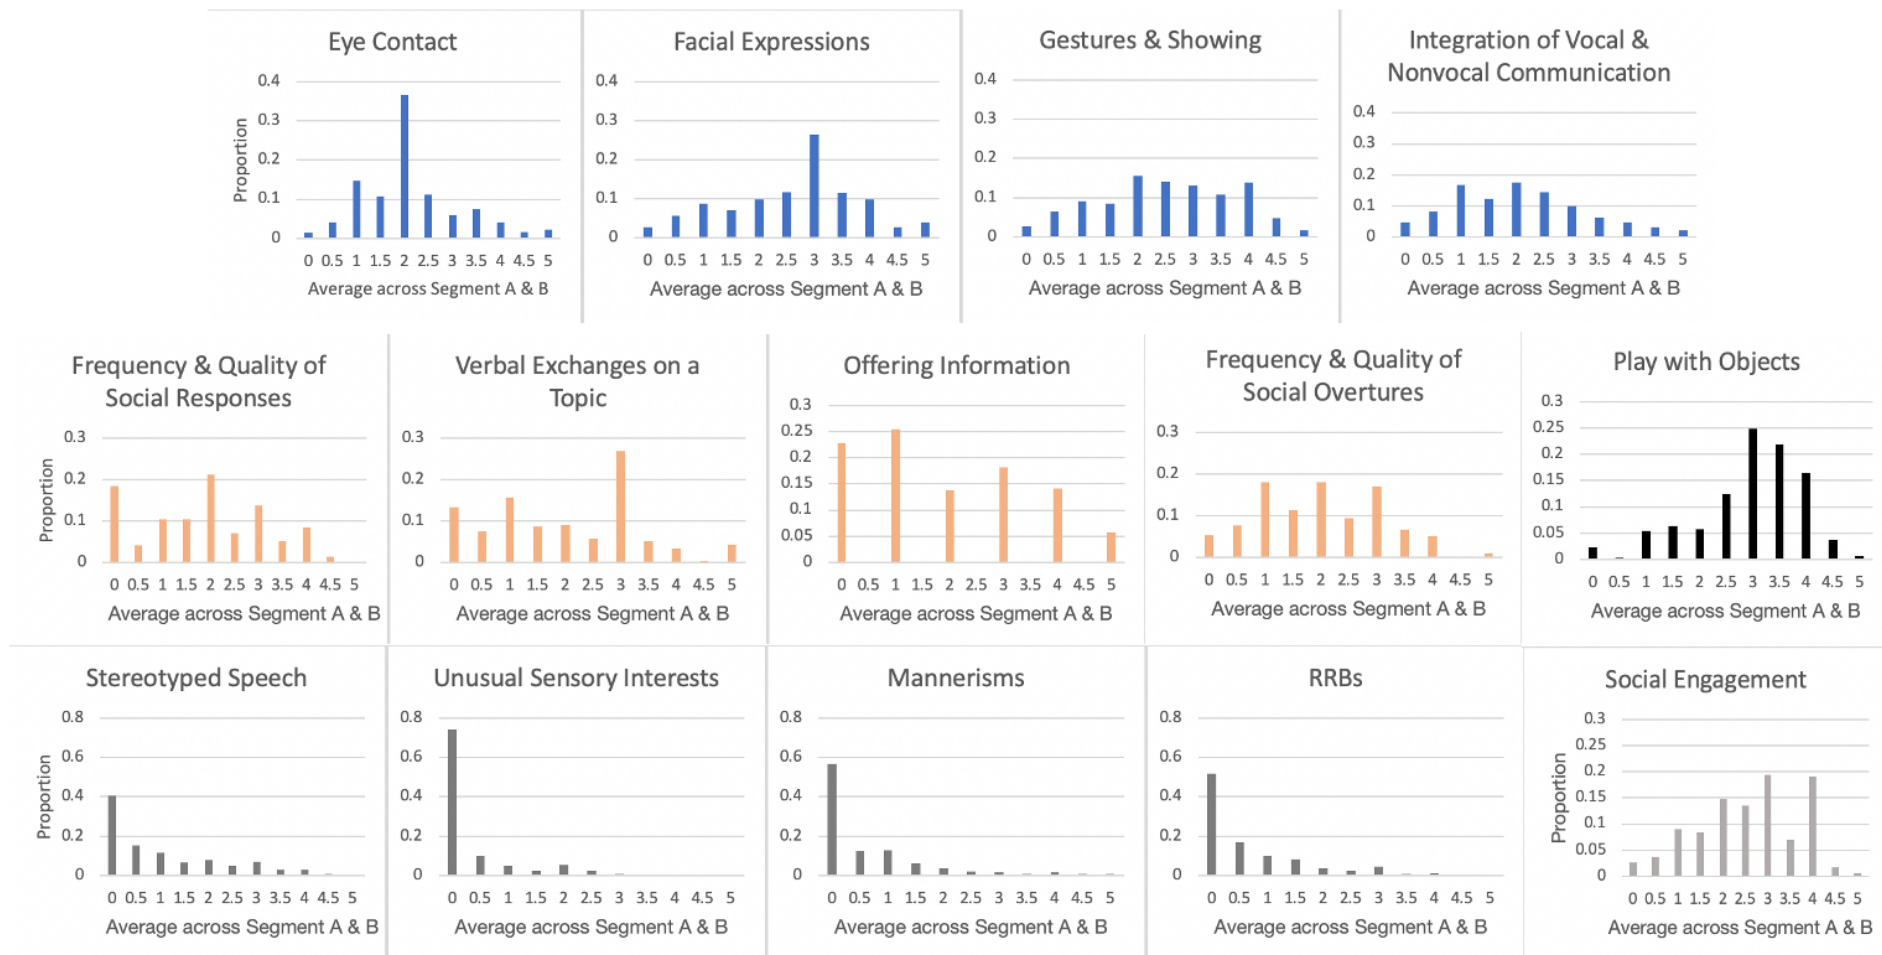 Eye Contact
0.4
0.3
0.2
0.1
0
Proportion
0 0.5 1 1.5 2 2.5 3 3.5 4 4.5 5
Average across Segment A & B
Facial Expressions
0.4
0.3
0.2
0.1
0
0 0.5 1 1.5 2 2.5 3 3.5 4 4.5 5
Average across Segment A & B
Gestures & Showing
0.4
0.3
0.2
0.1
0
0 0.5 1 1.5 2 2.5 3 3.5 4 4.5 5
Average across Segment A & B
Integration of Vocal &
Nonvocal Communication
0.4
0.3
0.2
0.1
0
0 0.5 1 1.5 2 2.5 3 3.5 4 4.5 5
Average across Segment A & B
Frequency & Quality of
Social Responses
0.3
0.2
0.1
0
Proportion
0 0.5 1 1.5 2 2.5 3 3.5 4 4.5 5
Average across Segment A & B
Verbal Exchanges on a
Topic
0.3
0.2
0.1
0
0 0.5 1 1.5 2 2.5 3 3.5 4 4.5 5
Average across Segment A & B
Offering Information
0.3
0.25
0.2
0.15
0.1
0.05
0
0 0.5 1 1.5 2 2.5 3 3.5 4 4.5 5
Average across Segment A & B
Frequency & Quality of
Social Overtures
0.3
0.2
0.1
0
0 0.5 1 1.5 2 2.5 3 3.5 4 4.5 5
Average across Segment A & B
Play with Objects
0.3
0.25
0.2
0.15
0.1
0.05
0
0 0.5 1 1.5 2 2.5 3 3.5 4 4.5 5
Average across Segment A & B
Stereotyped Speech
0.8
0.6
0.4
0.2
0
Proportion
0 0.5 1 1.5 2 2.5 3 3.5 4 4.5 5
Average across Segment A & B
Unusual Sensory Interests
0.8
0.6
0.4
0.2
0
0 0.5 1 1.5 2 2.5 3 3.5 4 4.5 5
Average across Segment A & B
Mannerisms
0.8
0.6
0.4
0.2
0
0 0.5 1 1.5 2 2.5 3 3.5 4 4.5 5
Average across Segment A & B
RRBs
0.8
0.6
0.4
0.2
0
0 0.5 1 1.5 2 2.5 3 3.5 4 4.5 5
Average across Segment A & B
Social Engagement
0.3
0.25
0.2
0.15
0.1
0.05
0
Proportion
0 0.5 1 1.5 2 2.5 3 3.5 4 4.5 5
Average across Segment A & B